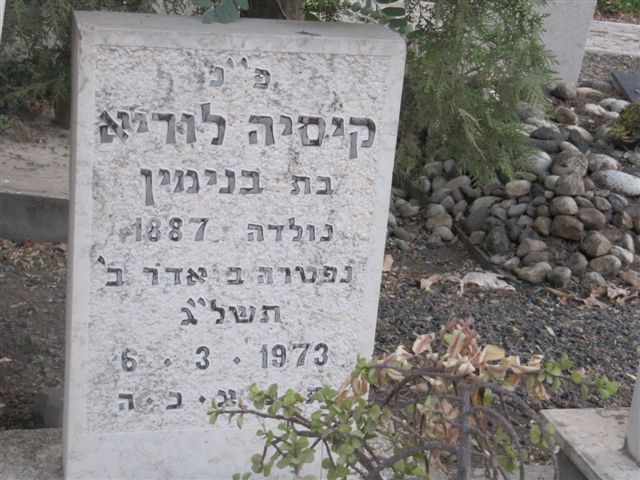 פ"נ
קיסיה לוריא
בת בנימין
נולדה 1887
נפטרה ב אדר ב'
תשל"ג
6 · 3 · 1973
ב · ה